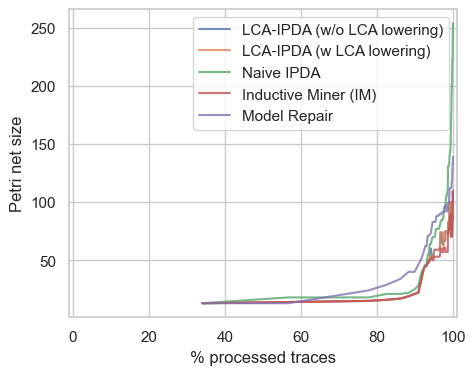 250
200
150
100
50
Petri net size
LCA-IPDA (w/o LCA lowering)
LCA-IPDA (w LCA lowering)
Naive IPDA
Inductive Miner (IM)
Model Repair
0 20 40 60 80 100
% processed traces